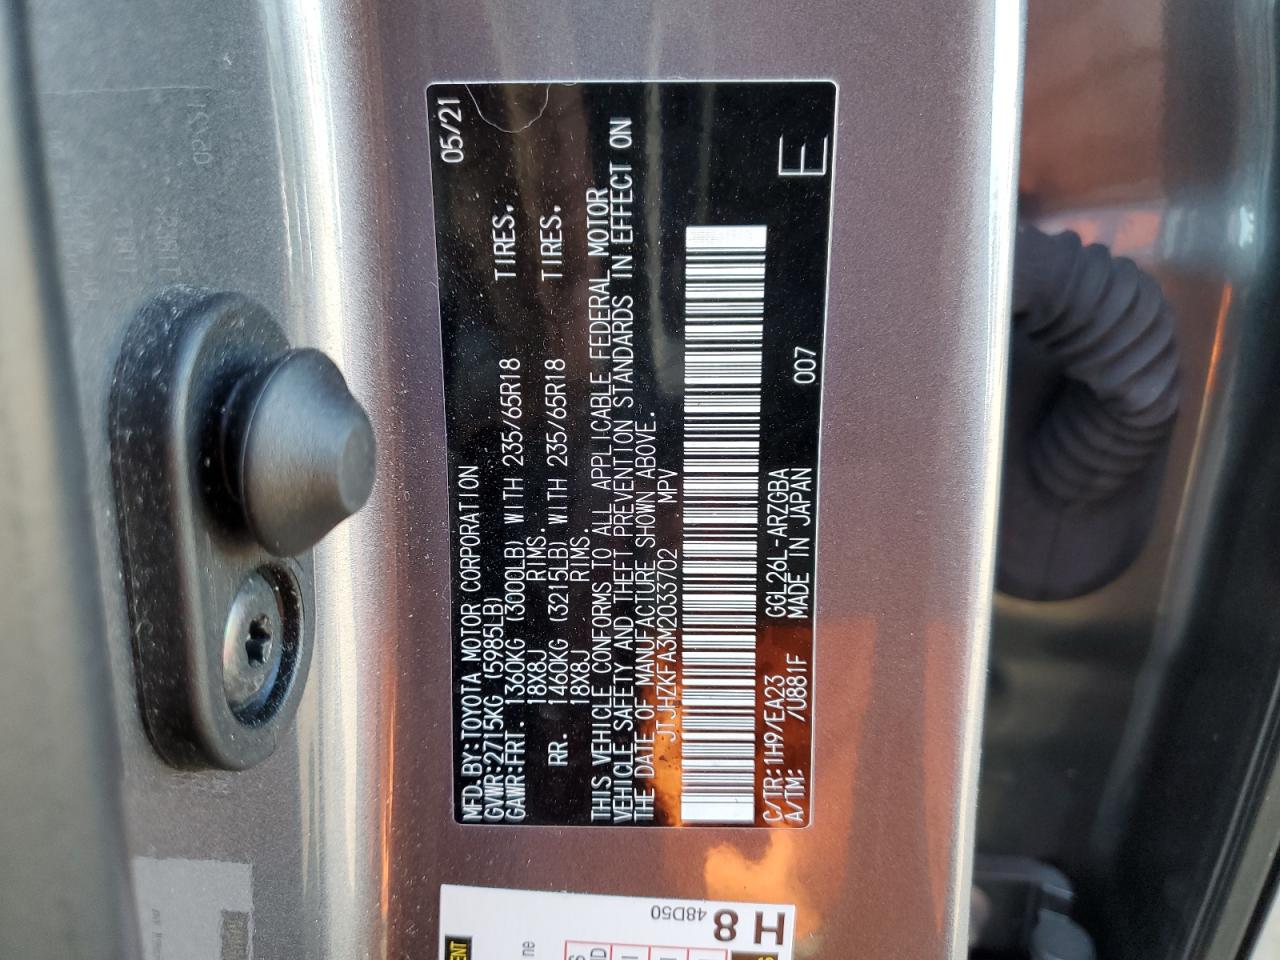 MFD.BY:TOYOTA MOTOR CORPORATION 05/21
GVWR:2715KG (5985LB)
GAWR:FRT. 1360KG (3000LB) WITH 235/65R18 TIRES,
18X8J RIMS.
RR. 1460KG (3215LB) WITH 235/65R18 TIRES,
18X8J RIMS.
THIS VEHICLE CONFORMS TO ALL APPLICABLE FEDERAL MOTOR
VEHICLE SAFETY AND THEFT PREVENTION STANDARDS IN EFFECT ON
THE DATE OF MANUFACTURE SHOWN ABOVE.
JTJHZKFA3M2033702 MPV
C/TR:1H9/EA23 GGL26L-ARZGBA
A/TM: /U881F MADE IN JAPAN 007 E
H 8
48D50
ne